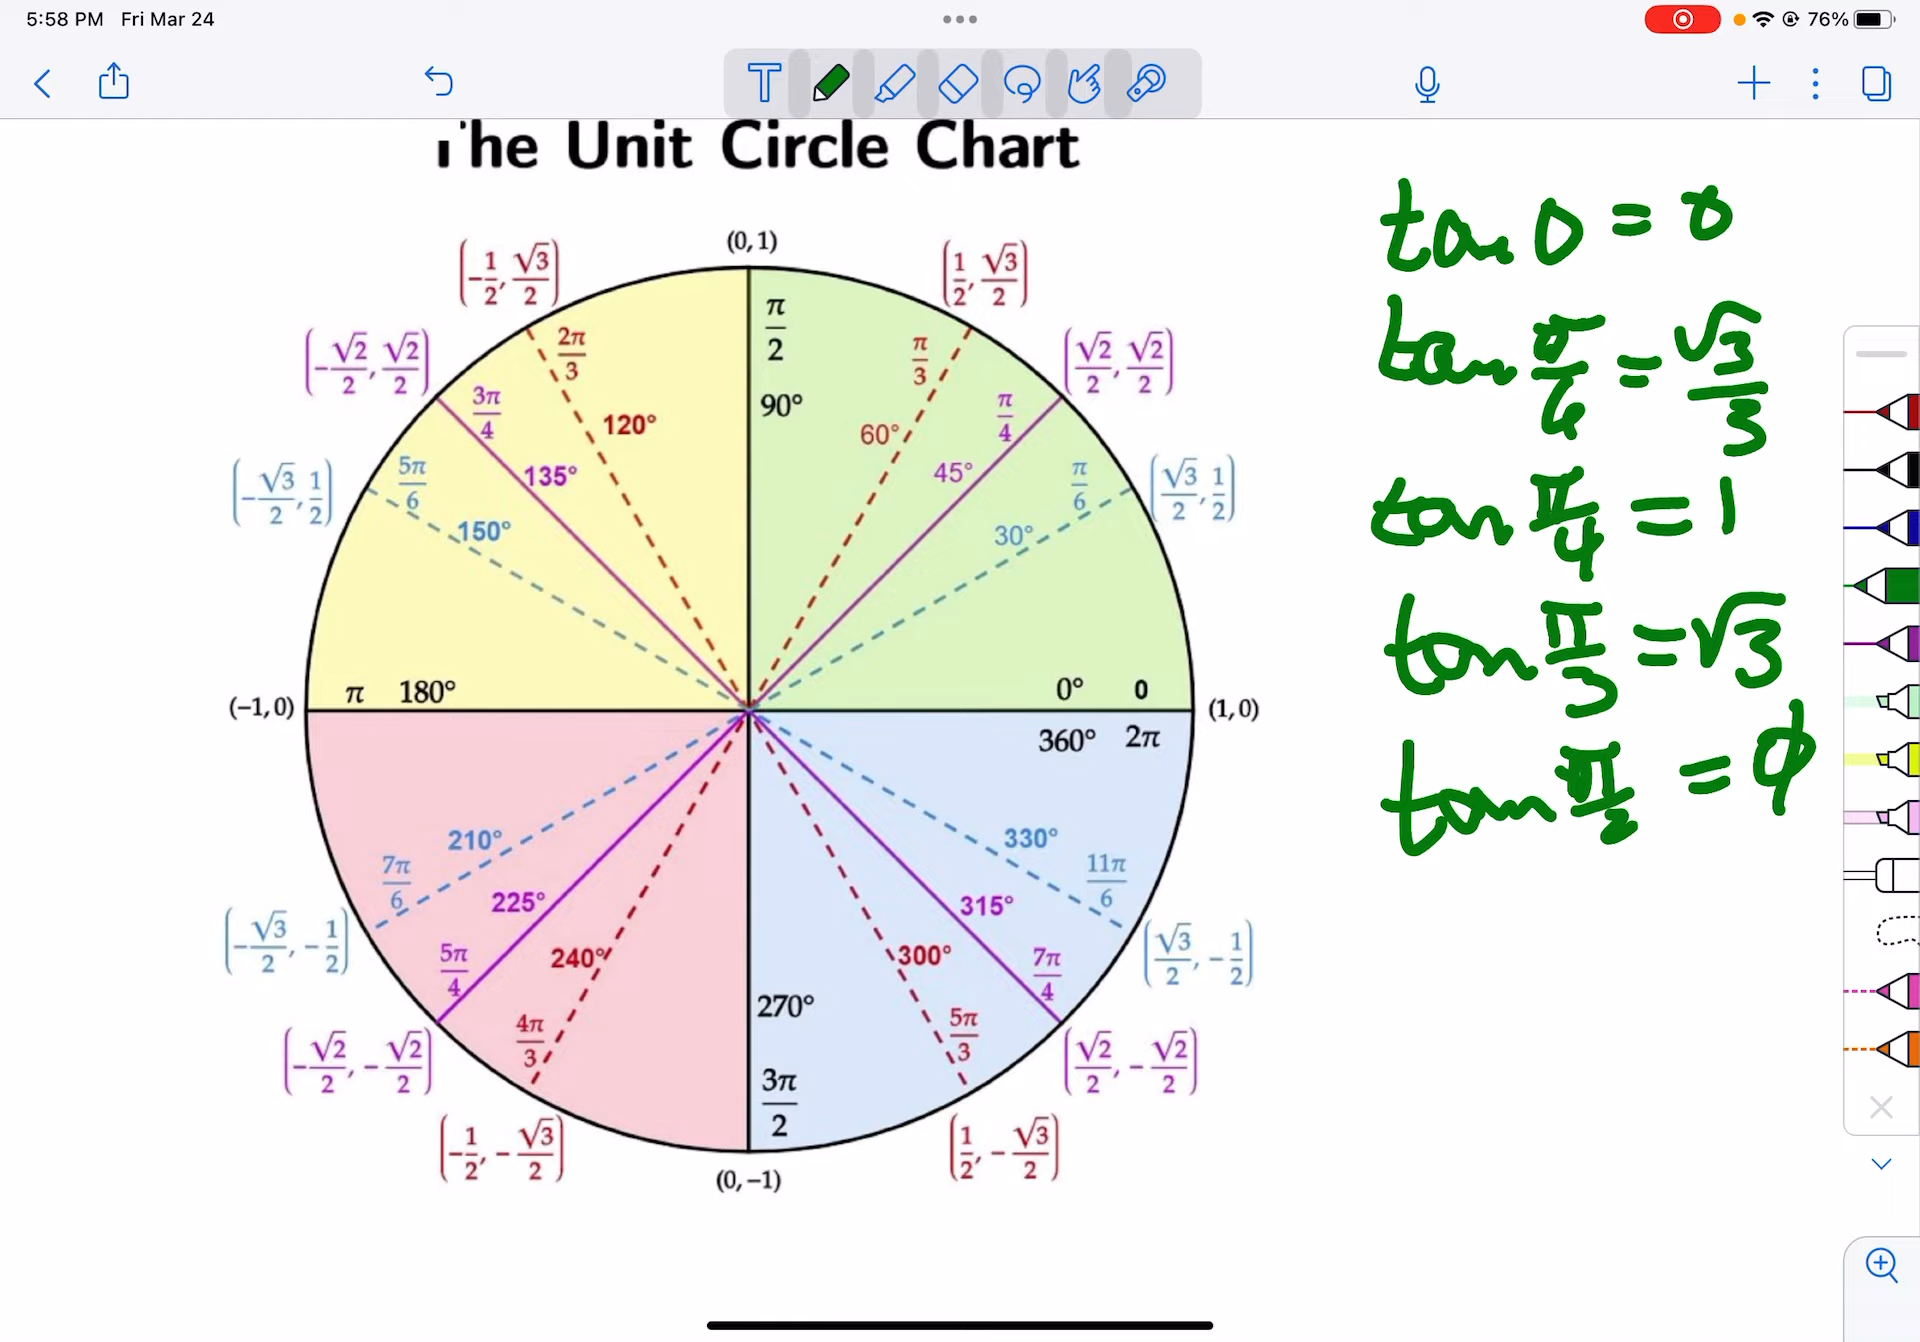 5:58 PM Fri Mar 24
76%
The Unit Circle Chart
(0, 1)
(-1/2, √3/2)
(1/2, √3/2)
(-√2/2, √2/2)
(√2/2, √2/2)
(-√3/2, 1/2)
(√3/2, 1/2)
2π/3
π/2
π/3
3π/4
π/4
120°
90°
60°
5π/6
135°
45°
π/6
150°
30°
(-1, 0)
π 180°
0° 0
(1, 0)
360° 2π
210°
330°
7π/6
225°
315°
11π/6
(-√3/2, -1/2)
(√3/2, -1/2)
5π/4
240°
300°
7π/4
270°
4π/3
5π/3
3π/2
(-√2/2, -√2/2)
(√2/2, -√2/2)
(-1/2, -√3/2)
(1/2, -√3/2)
(0, -1)
tan 0 = 0
tan π/6 = √3/3
tan π/4 = 1
tan π/3 = √3
tan π/2 = ϕ